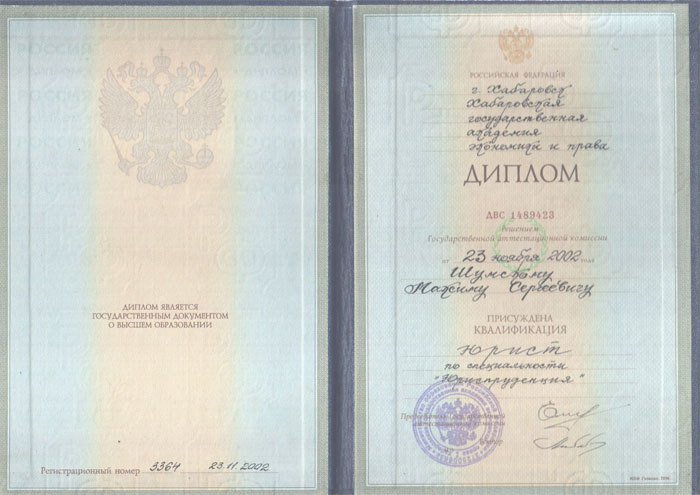 ДИПЛОМ ЯВЛЯЕТСЯ
ГОСУДАРСТВЕННЫМ ДОКУМЕНТОМ
О ВЫСШЕМ ОБРАЗОВАНИИ
Регистрационный номер 3364 23.11.2002
РОССИЙСКАЯ ФЕДЕРАЦИЯ
г. Хабаровск
Хабаровская
государственная
академия
экономики и права
ДИПЛОМ
ДВС 1489423
Решением
Государственной аттестационной комиссии
от 23 ноября 2002 года
Шумскому
Максиму Сергеевичу
ПРИСУЖДЕНА
КВАЛИФИКАЦИЯ
Юрист
по специальности
"Юриспруденция"